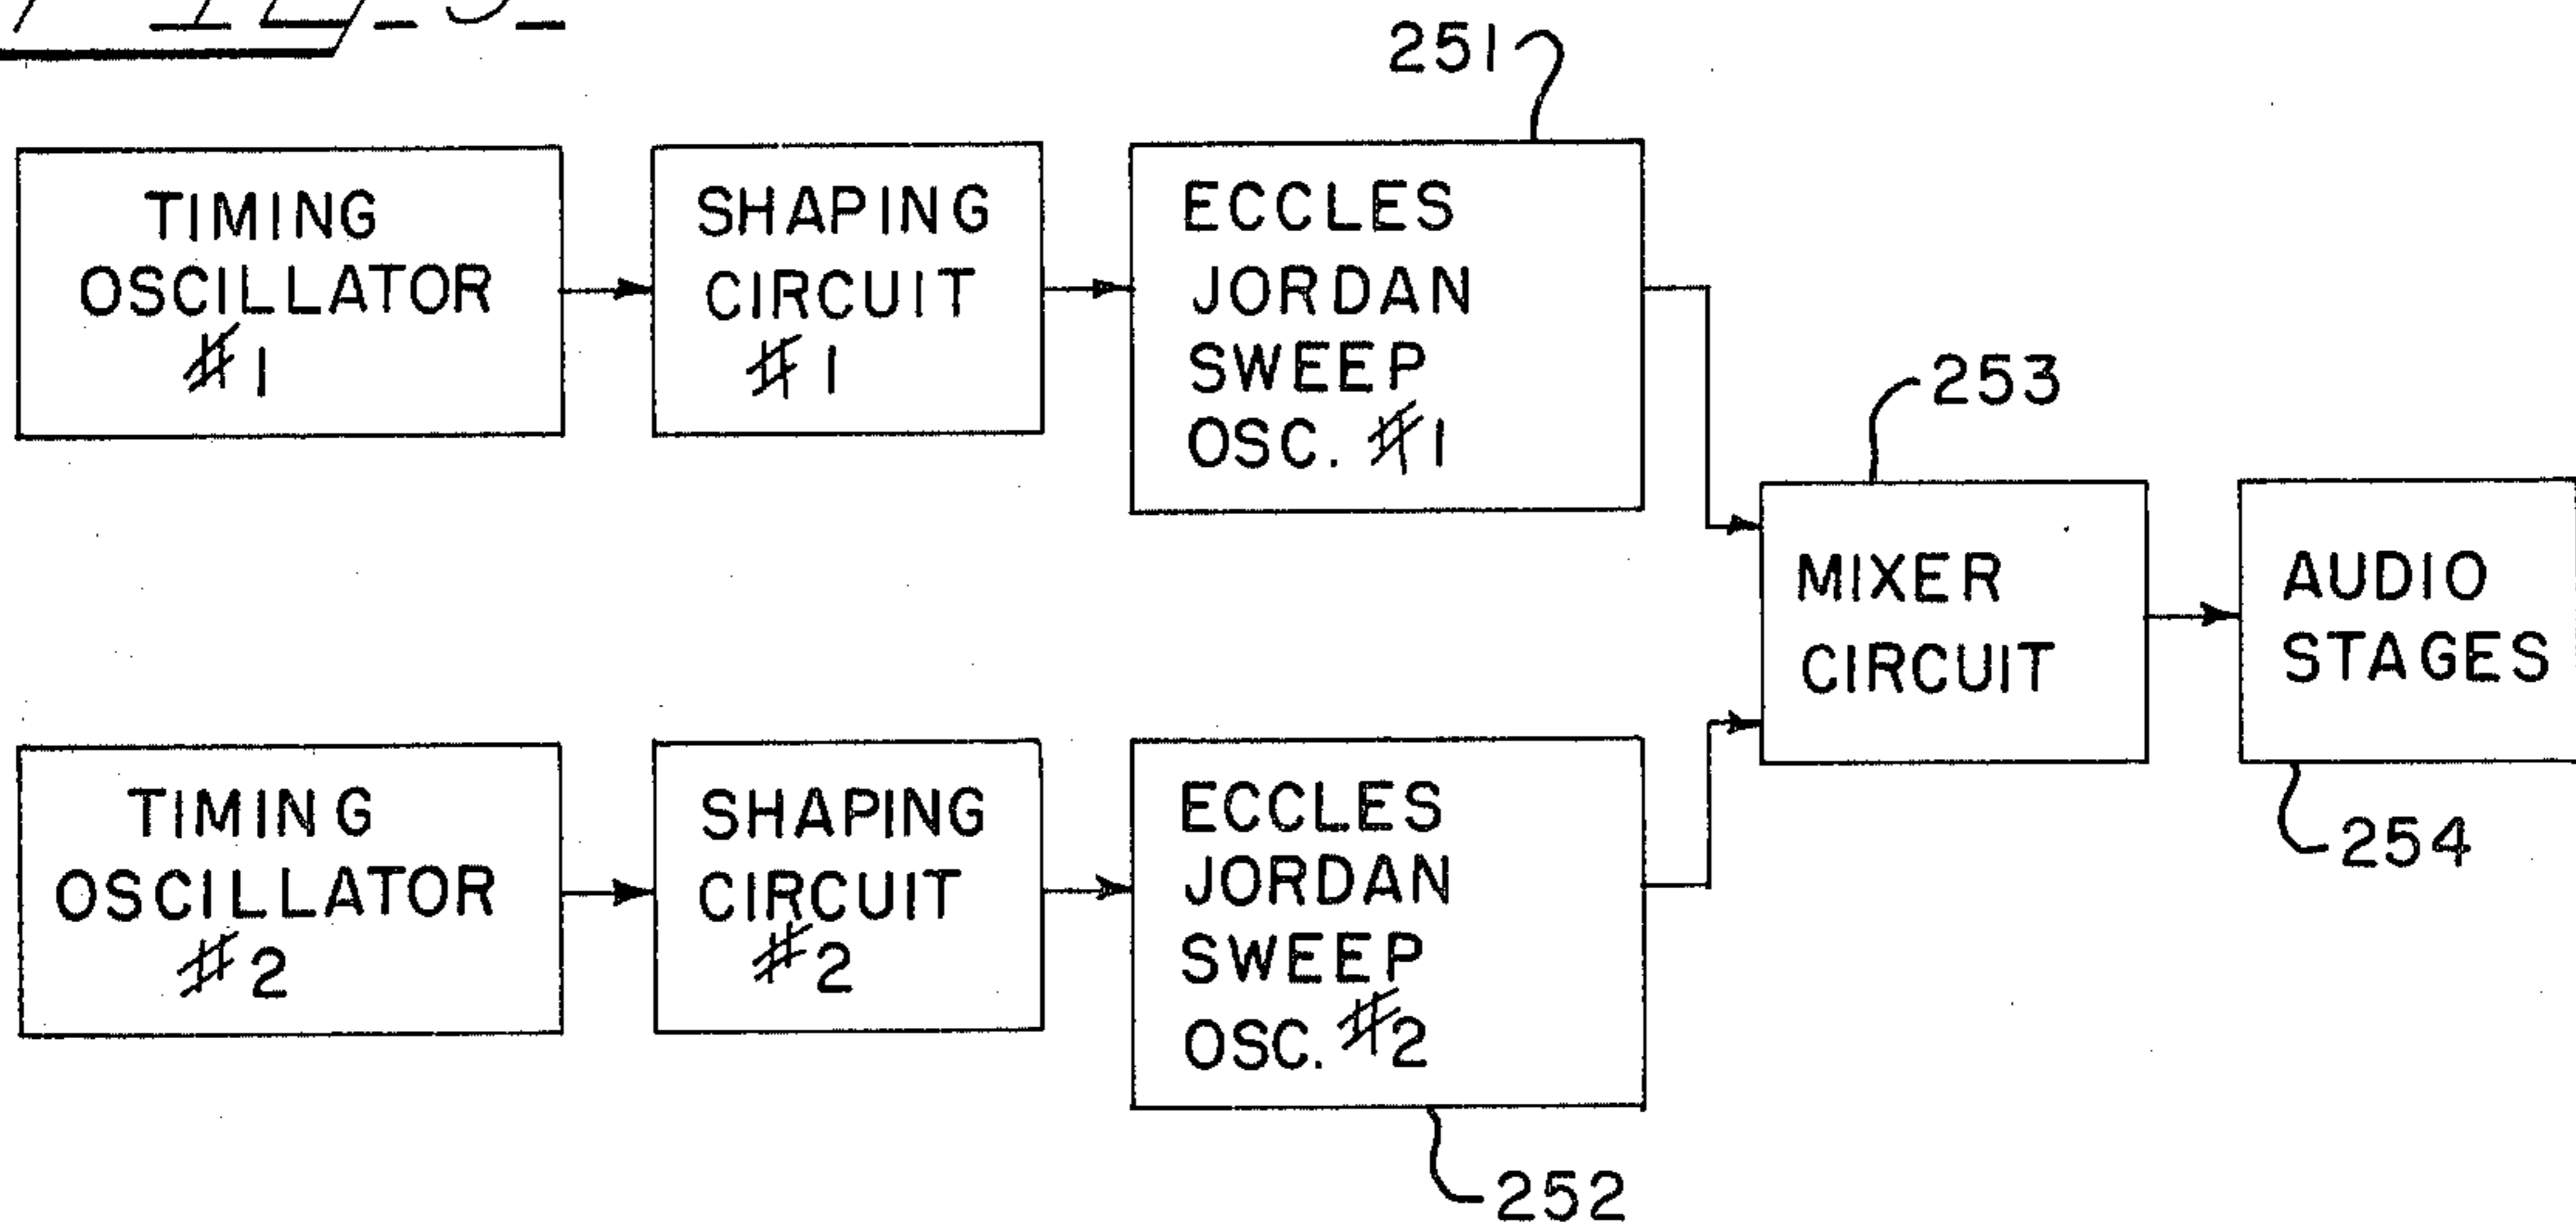 251
TIMING
OSCILLATOR
#1
SHAPING
CIRCUIT
#1
ECCLES
JORDAN
SWEEP
OSC. #1
253
MIXER
CIRCUIT
AUDIO
STAGES
254
TIMING
OSCILLATOR
#2
SHAPING
CIRCUIT
#2
ECCLES
JORDAN
SWEEP
OSC. #2
252